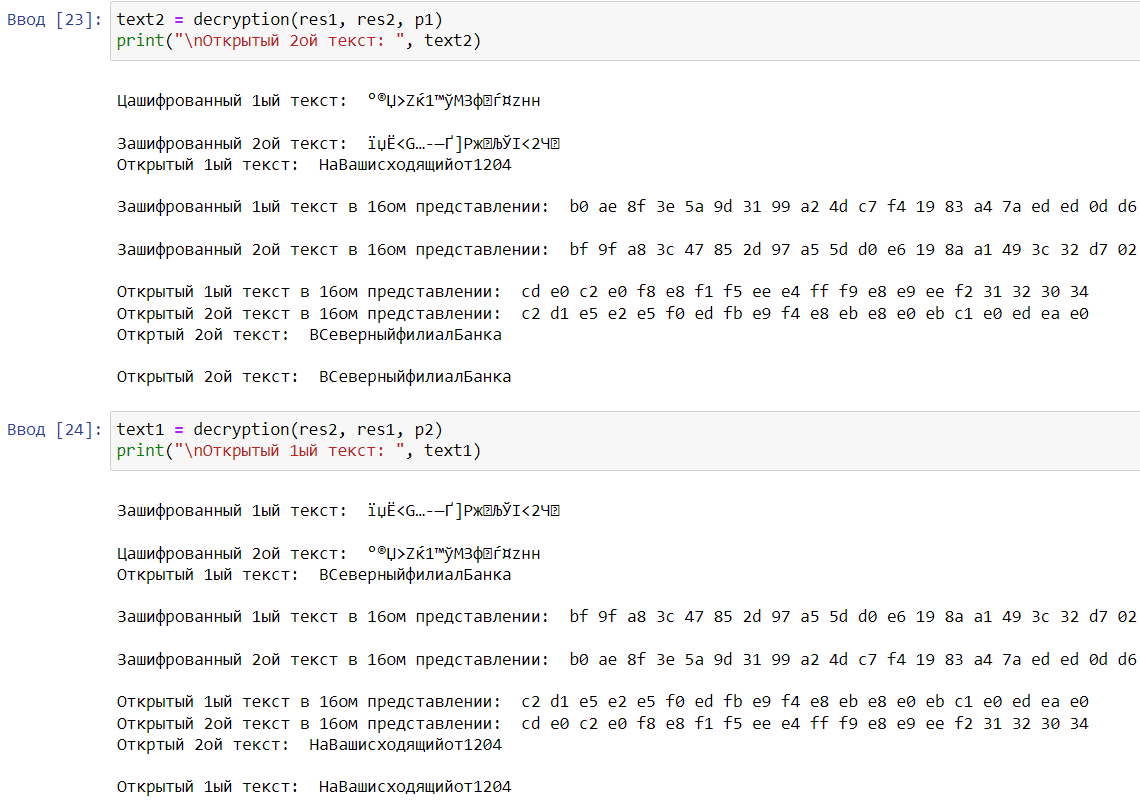 Ввод [23]: text2 = decryption(res1, res2, p1)
print("\nОткрытый 2ой текст: ", text2)
Цашифрованный 1ый текст:  °®Џ>Zќ1™ўМЗф�ѓ¤zнн
Зашифрованный 2ой текст:  їџЁ<G…-—Ґ]Рж�ЉЎI<2Ч�
Открытый 1ый текст:  НаВашисходящийот1204
Зашифрованный 1ый текст в 16ом представлении:  b0 ae 8f 3e 5a 9d 31 99 a2 4d c7 f4 19 83 a4 7a ed ed 0d d6
Зашифрованный 2ой текст в 16ом представлении:  bf 9f a8 3c 47 85 2d 97 a5 5d d0 e6 19 8a a1 49 3c 32 d7 02
Открытый 1ый текст в 16ом представлении:  cd e0 c2 e0 f8 e8 f1 f5 ee e4 ff f9 e8 e9 ee f2 31 32 30 34
Открытый 2ой текст в 16ом представлении:  c2 d1 e5 e2 e5 f0 ed fb e9 f4 e8 eb e8 e0 eb c1 e0 ed ea e0
Откртый 2ой текст:  ВСеверныйфилиалБанка
Открытый 2ой текст:  ВСеверныйфилиалБанка
Ввод [24]: text1 = decryption(res2, res1, p2)
print("\nОткрытый 1ый текст: ", text1)
Зашифрованный 1ый текст:  їџЁ<G…-—Ґ]Рж�ЉЎI<2Ч�
Цашифрованный 2ой текст:  °®Џ>Zќ1™ўМЗф�ѓ¤zнн
Открытый 1ый текст:  ВСеверныйфилиалБанка
Зашифрованный 1ый текст в 16ом представлении:  bf 9f a8 3c 47 85 2d 97 a5 5d d0 e6 19 8a a1 49 3c 32 d7 02
Зашифрованный 2ой текст в 16ом представлении:  b0 ae 8f 3e 5a 9d 31 99 a2 4d c7 f4 19 83 a4 7a ed ed 0d d6
Открытый 1ый текст в 16ом представлении:  c2 d1 e5 e2 e5 f0 ed fb e9 f4 e8 eb e8 e0 eb c1 e0 ed ea e0
Открытый 2ой текст в 16ом представлении:  cd e0 c2 e0 f8 e8 f1 f5 ee e4 ff f9 e8 e9 ee f2 31 32 30 34
Откртый 2ой текст:  НаВашисходящийот1204
Открытый 1ый текст:  НаВашисходящийот1204